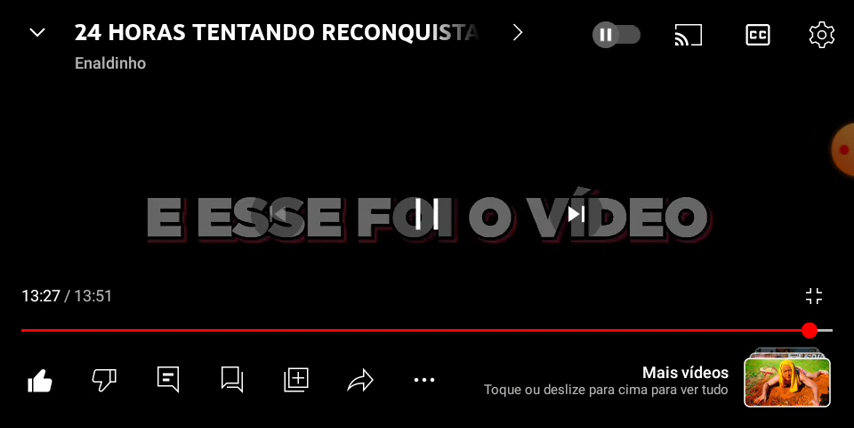 24 HORAS TENTANDO RECONQUISTA
Enaldinho
CC
E ESSE FOI O VÍDEO
13:27 / 13:51
Mais vídeos
Toque ou deslize para cima para ver tudo